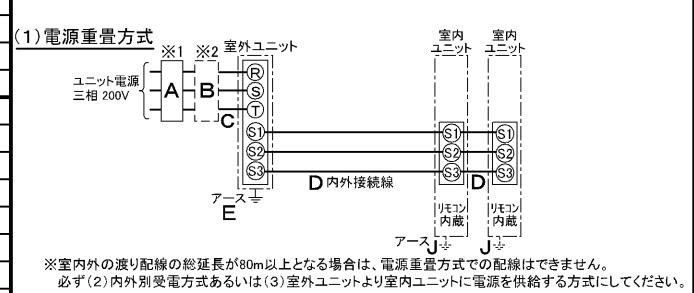 (1)電源重畳方式
※1 ※2 室外ユニット 室内ユニット 室内ユニット
ユニット電源
三相 200V
A B
R
S
T
C
S1 S1 S1
S2 S2 S2
S3 S3 S3
D 内外接続線 D
アース
E
リモコン内蔵 リモコン内蔵
アース J J
※室内外の渡り配線の総延長が80m以上となる場合は、電源重畳方式での配線はできません。
必ず(2)内外別受電方式あるいは(3)室外ユニットより室内ユニットに電源を供給する方式にしてください。